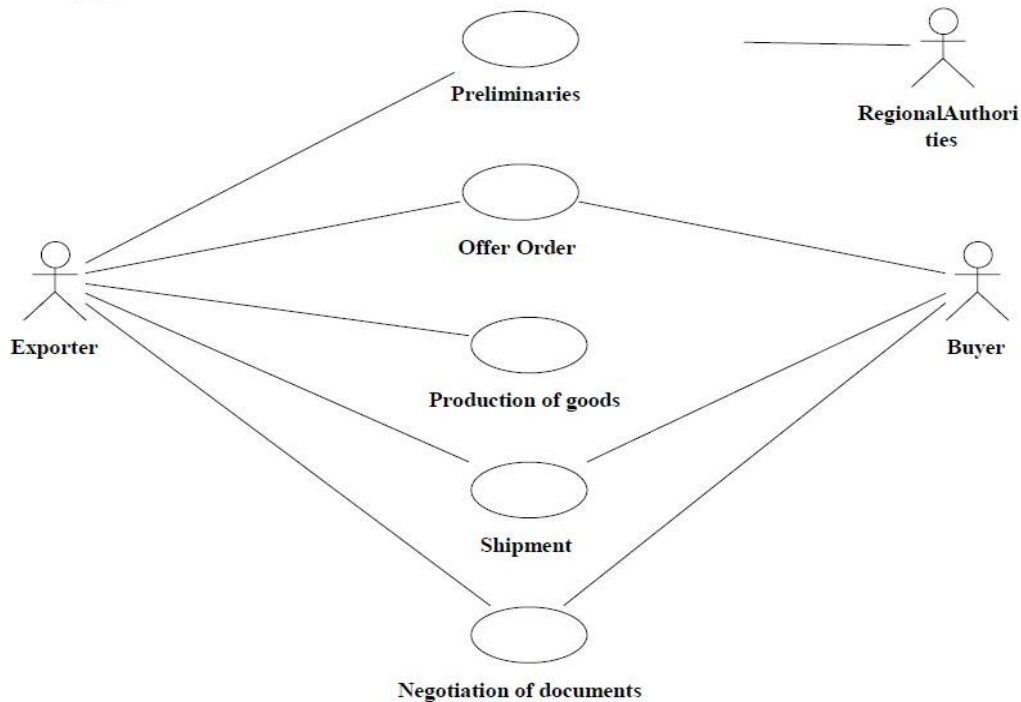 Preliminaries
RegionalAuthori
ties
Offer Order
Exporter
Buyer
Production of goods
Shipment
Negotiation of documents